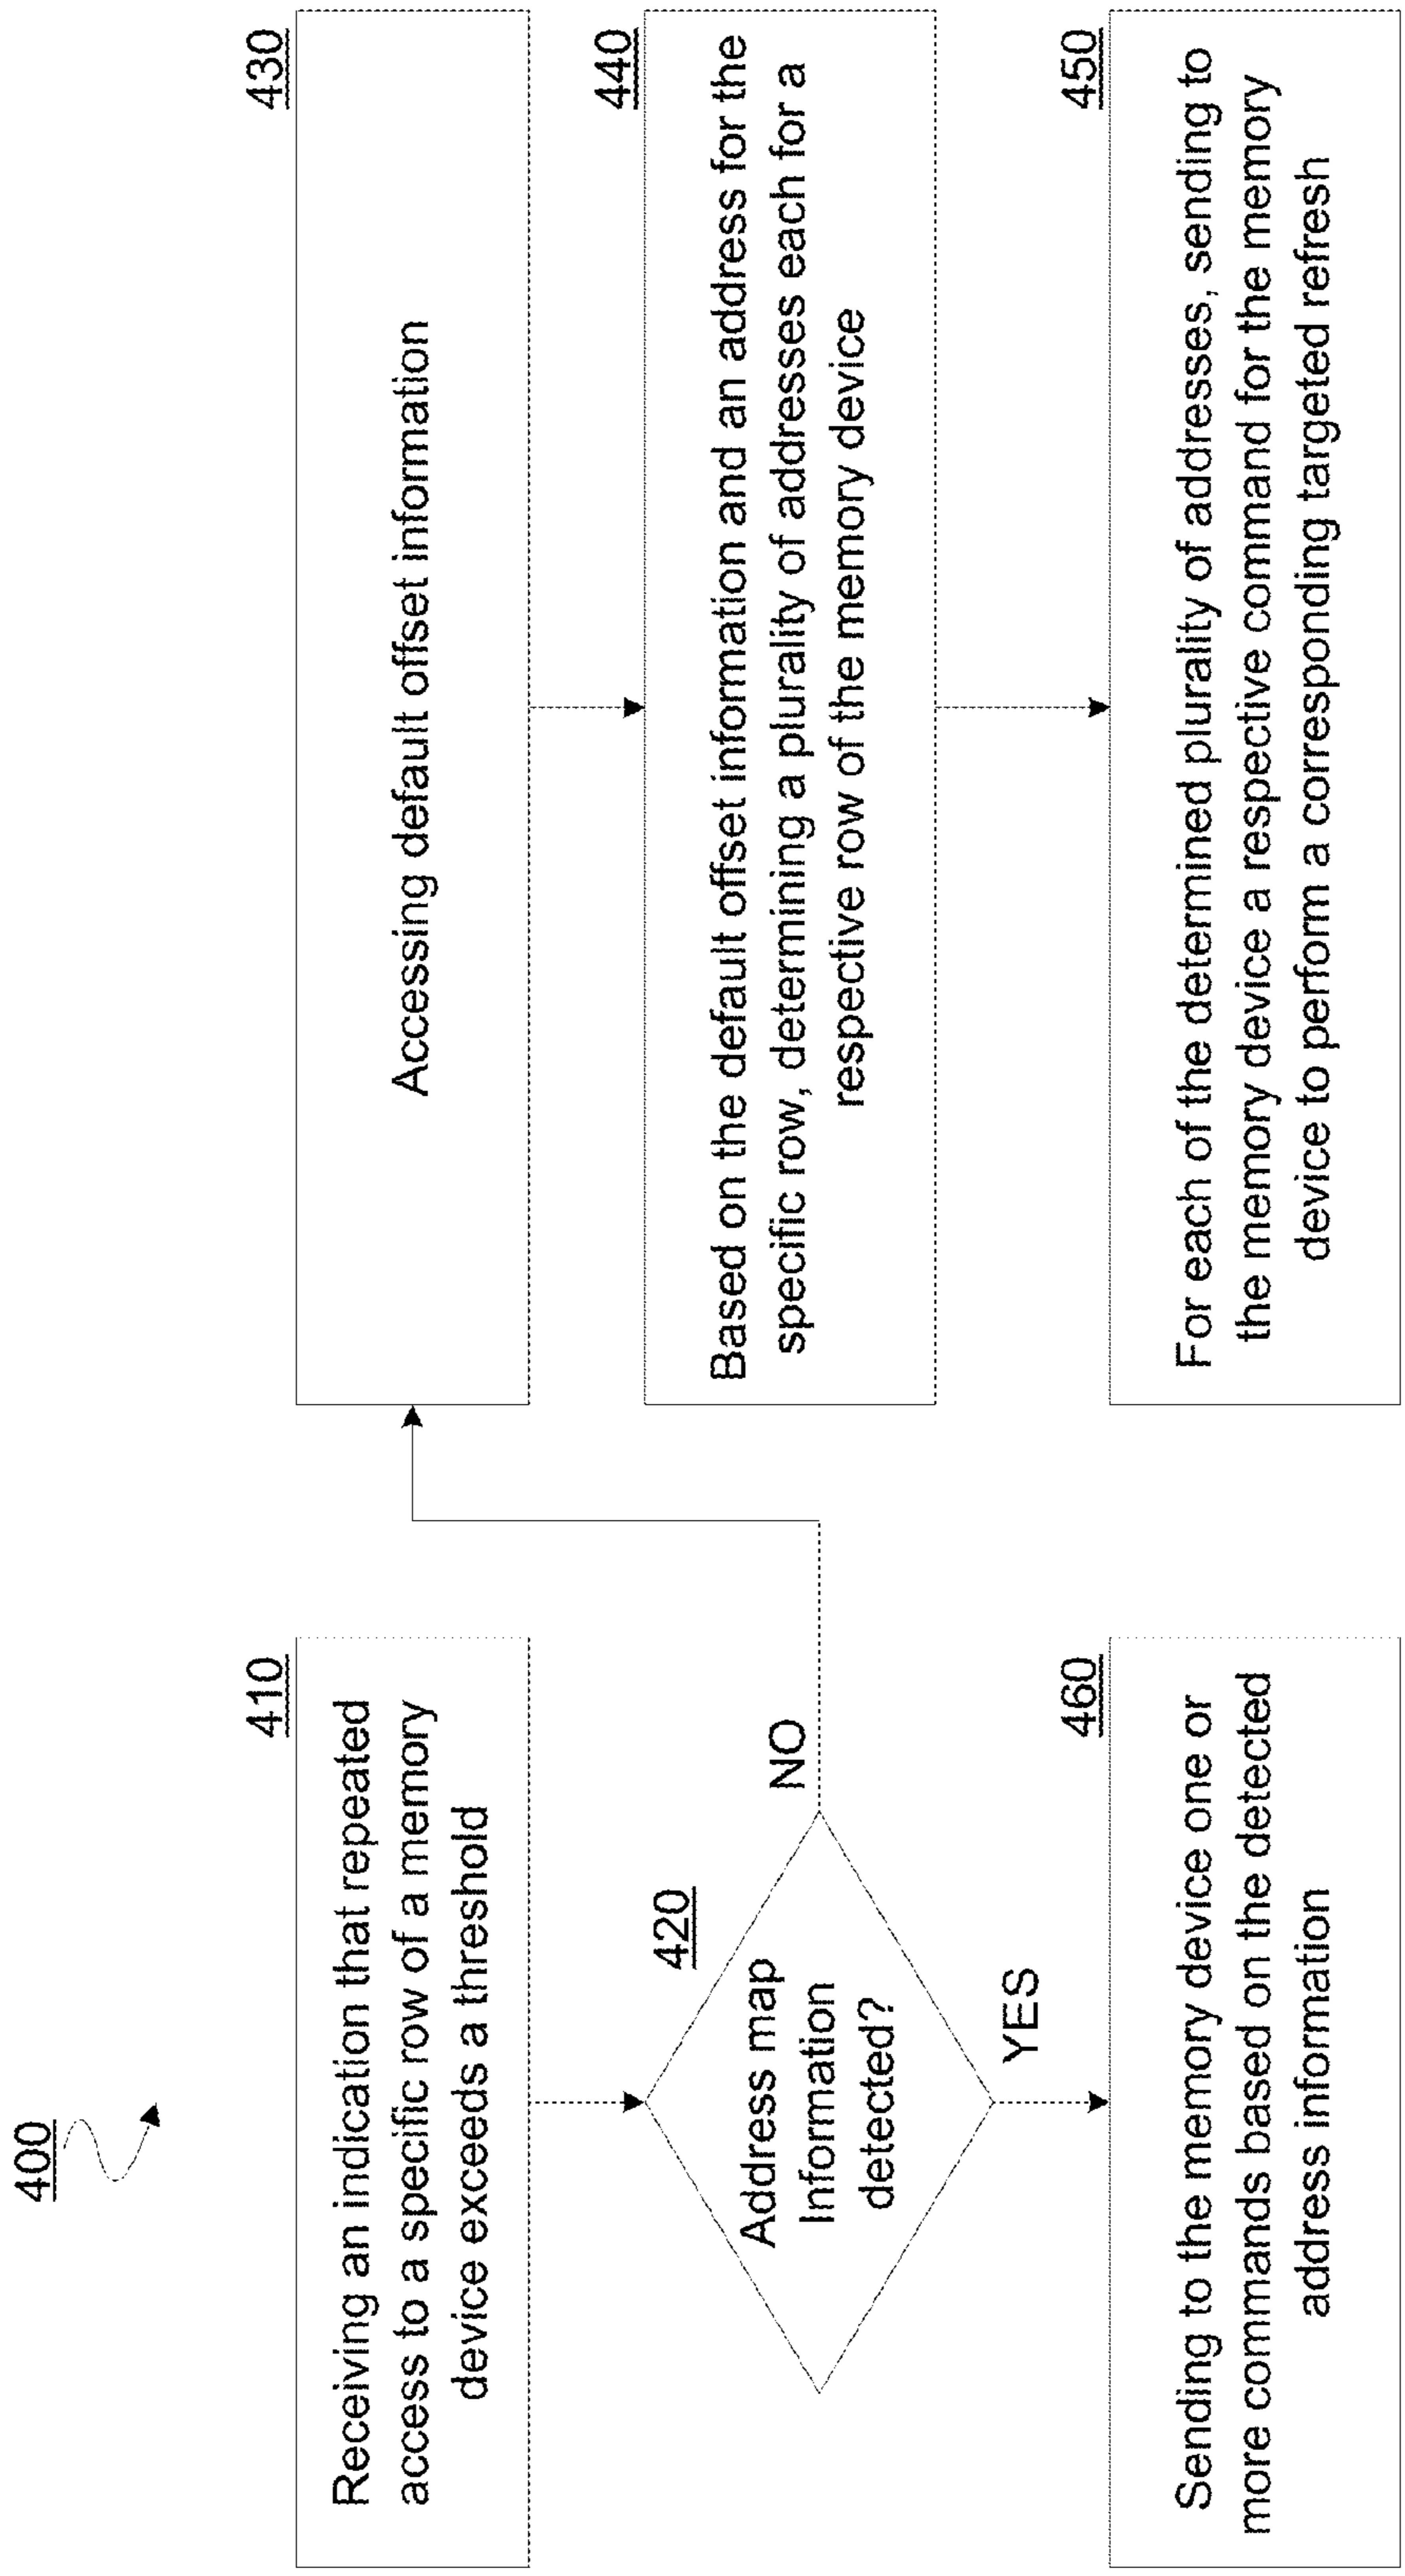 400
410
Receiving an indication that repeated
access to a specific row of a memory
device exceeds a threshold
420
Address map
Information
detected?
NO
YES
460
Sending to the memory device one or
more commands based on the detected
address information
430
Accessing default offset information
440
Based on the default offset information and an address for the
specific row, determining a plurality of addresses each for a
respective row of the memory device
450
For each of the determined plurality of addresses, sending to
the memory device a respective command for the memory
device to perform a corresponding targeted refresh